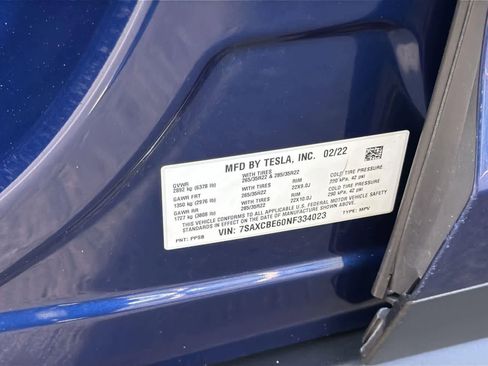 MFD BY TESLA, INC. 02/22
GVWR WITH TIRES COLD TIRE PRESSURE
2892 kg (6378 lb) 265/35R22 & 285/35R22
GAWR FRT WITH TIRES RIM COLD TIRE PRESSURE
1350 kg (2976 lb) 265/35R22 22X9.0J 290 kPa, 42 psi
GAWR RR WITH TIRES RIM
1727 kg (3808 lb) 285/35R22 22X10.0J 290 kPa, 42 psi
THIS VEHICLE CONFORMS TO ALL APPLICABLE U.S. FEDERAL MOTOR VEHICLE SAFETY
STANDARDS IN EFFECT ON THE DATE OF MANUFACTURE SHOWN ABOVE.
VIN: 7SAXCBE60NF334023 TYPE: MPV
PNT: PPSB